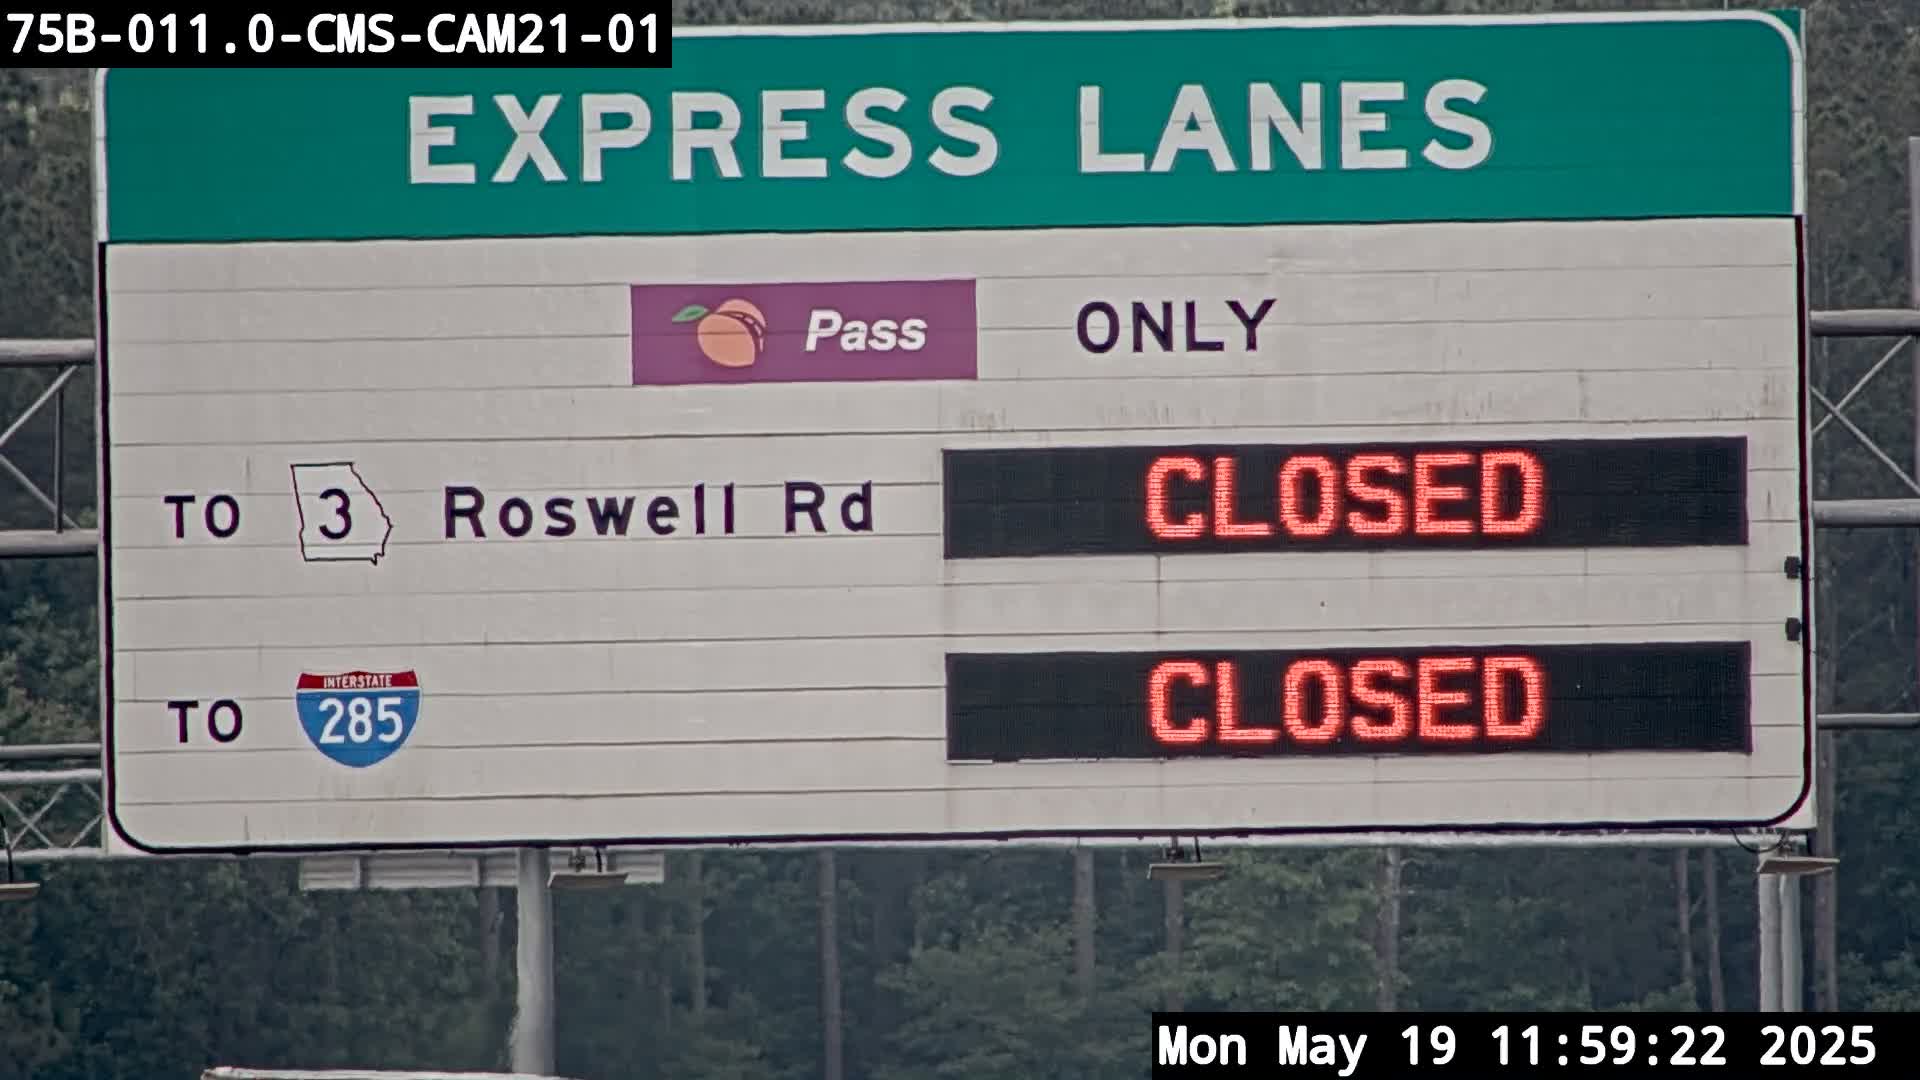 75B-011.0-CMS-CAM21-01
EXPRESS LANES
Pass ONLY
TO 3 Roswell Rd CLOSED
TO INTERSTATE 285 CLOSED
Mon May 19 11:59:22 2025